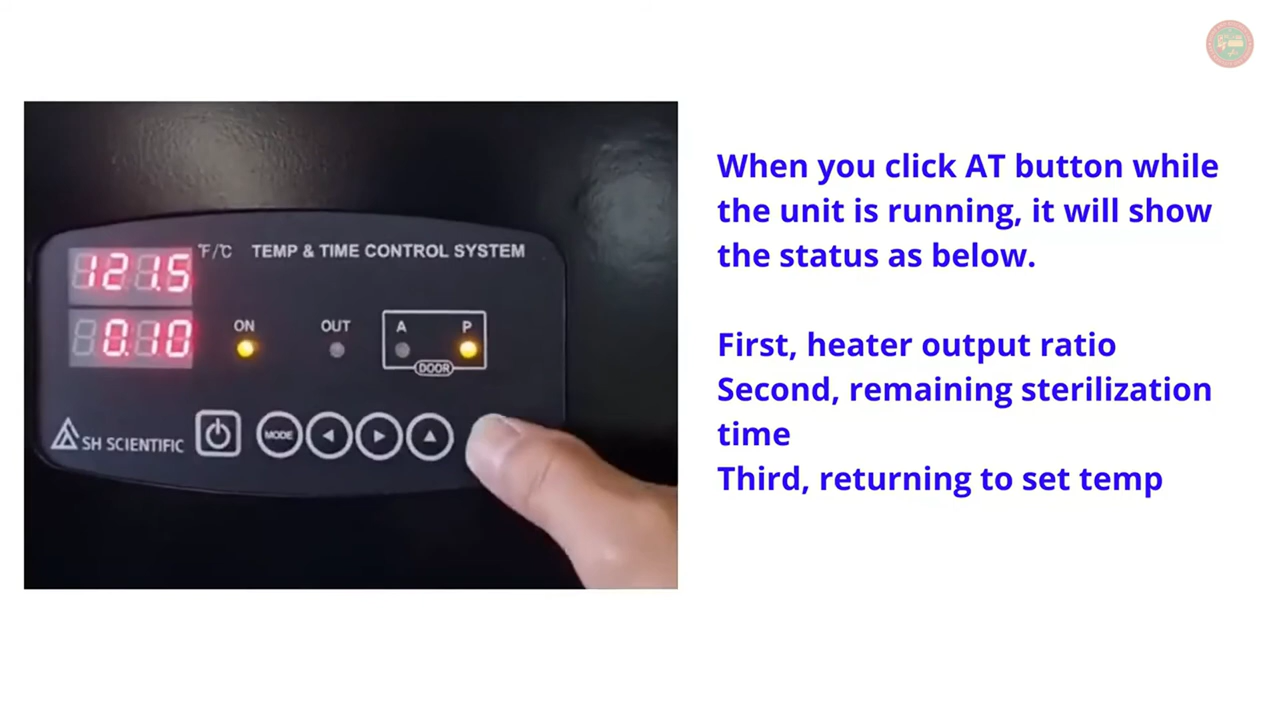 121.5
°F/°C TEMP & TIME CONTROL SYSTEM
0.10
ON OUT A P
DOOR
SH SCIENTIFIC
MODE
When you click AT button while
the unit is running, it will show
the status as below.
First, heater output ratio
Second, remaining sterilization
time
Third, returning to set temp